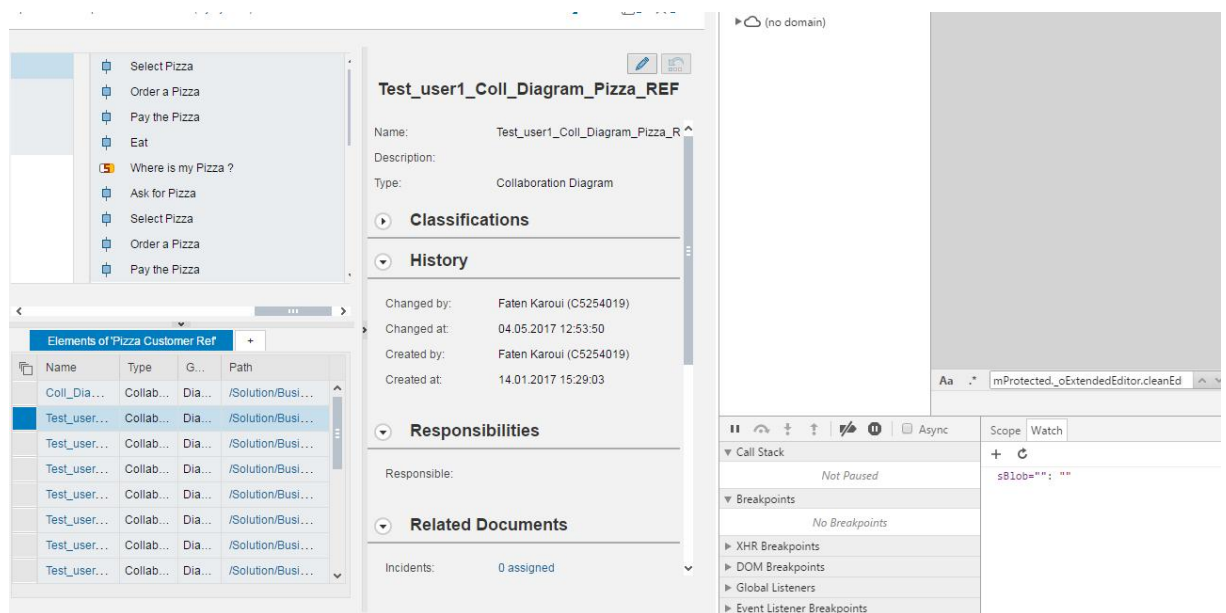 (no domain)
Select Pizza
Order a Pizza
Pay the Pizza
Eat
Where is my Pizza ?
Ask for Pizza
Select Pizza
Order a Pizza
Pay the Pizza
Elements of 'Pizza Customer Ref' +
Name Type G... Path
Coll_Dia... Collab... Dia... /Solution/Busi...
Test_user... Collab... Dia... /Solution/Busi...
Test_user... Collab... Dia... /Solution/Busi...
Test_user... Collab... Dia... /Solution/Busi...
Test_user... Collab... Dia... /Solution/Busi...
Test_user... Collab... Dia... /Solution/Busi...
Test_user... Collab... Dia... /Solution/Busi...
Test_user... Collab... Dia... /Solution/Busi...
Test_user1_Coll_Diagram_Pizza_REF
Name: Test_user1_Coll_Diagram_Pizza_R
Description:
Type: Collaboration Diagram
Classifications
History
Changed by: Faten Karoui (C5254019)
Changed at: 04.05.2017 12:53:50
Created by: Faten Karoui (C5254019)
Created at: 14.01.2017 15:29:03
Responsibilities
Responsible:
Related Documents
Incidents: 0 assigned
Aa .* mProtected._oExtendedEditor.cleanEd
Async
Call Stack
Not Paused
Breakpoints
No Breakpoints
XHR Breakpoints
DOM Breakpoints
Global Listeners
Event Listener Breakpoints
Scope Watch
sBlob="": ""